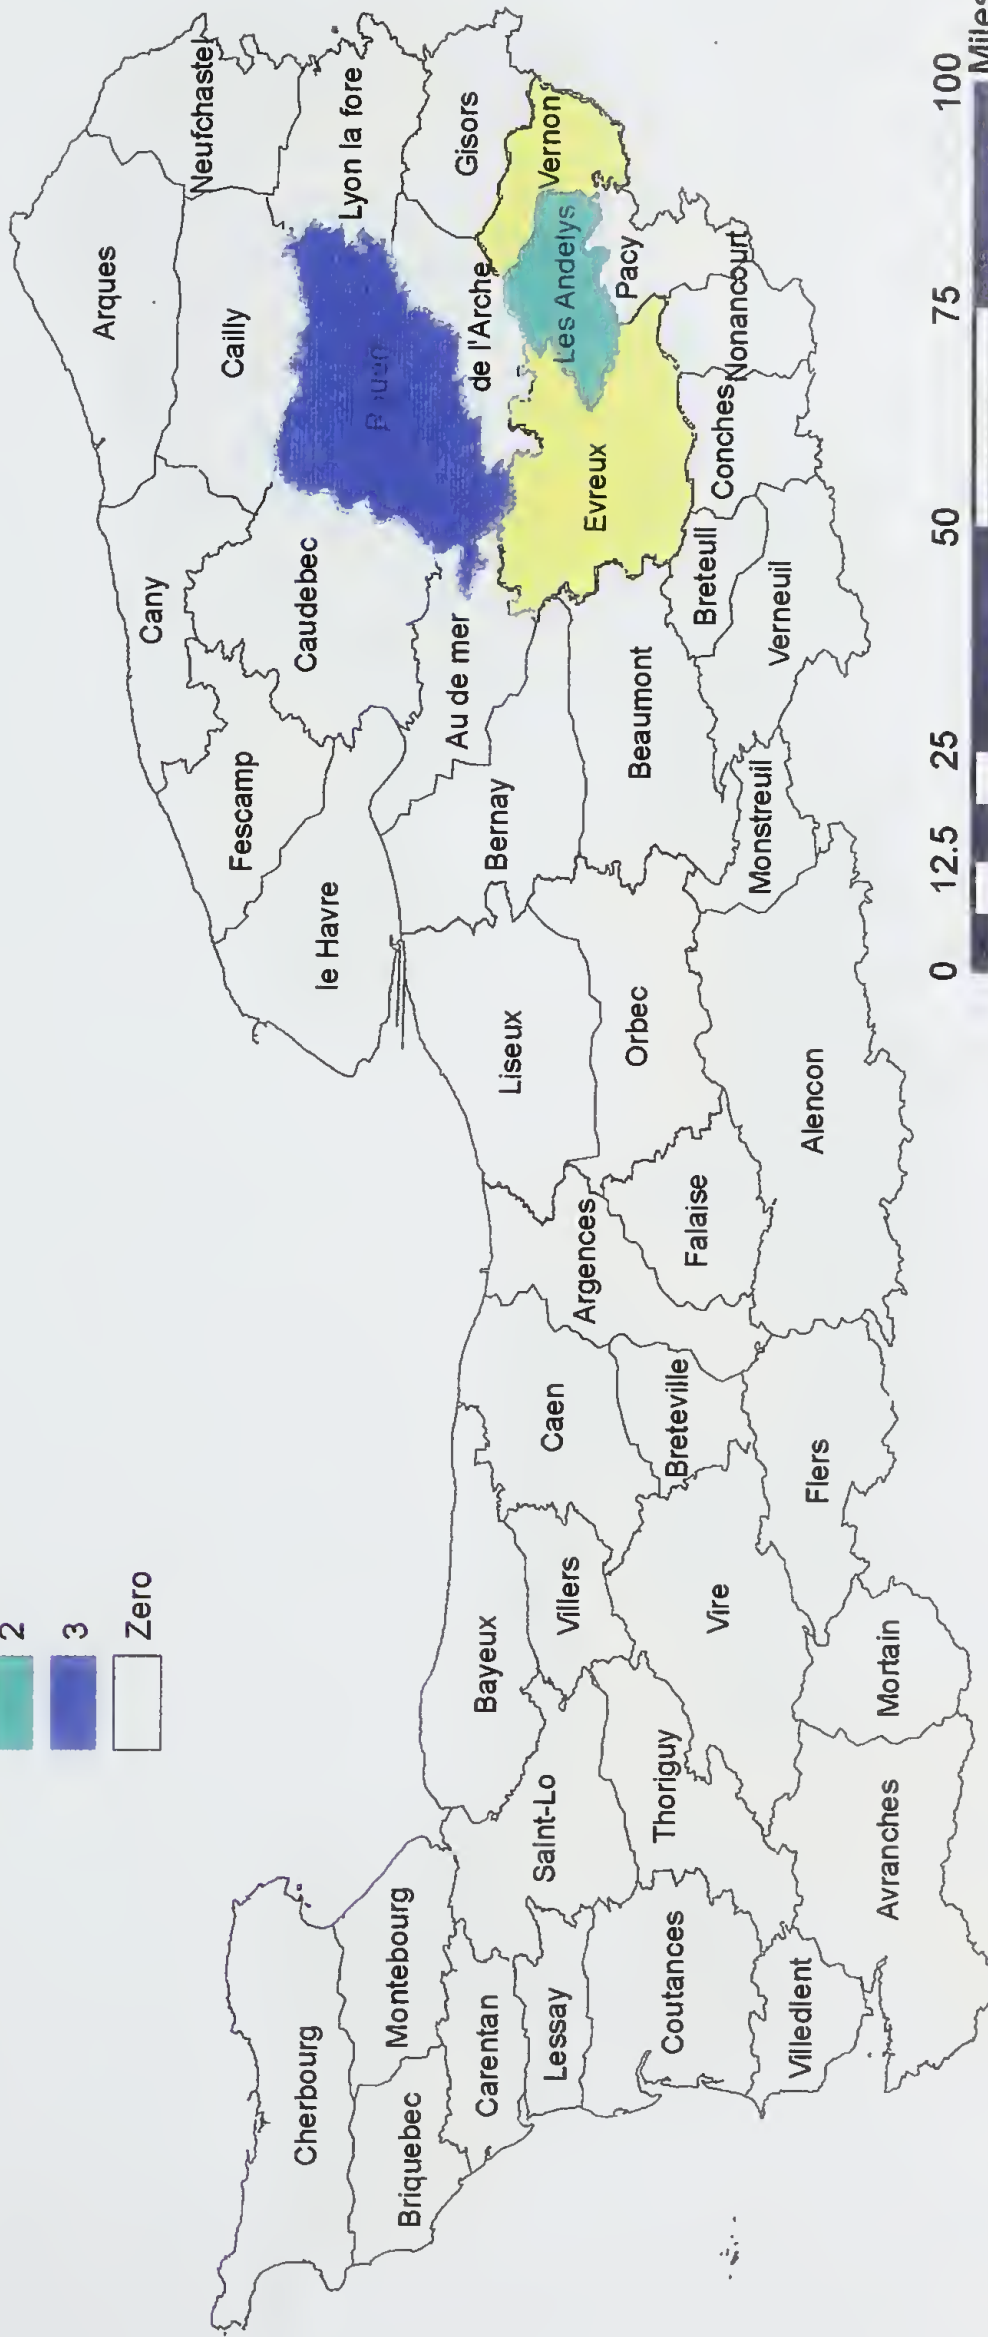 2
3
Zero
Neufchastel
Arques
Lyon la fore
Cailly
Gisors
Vernon
Rouen
de l'Arche
Les Andelys
Pacy
Nonancourt
Cany
Caudebec
Evreux
Conches
Fescamp
Au de mer
Breteuil
Verneuil
le Havre
Bernay
Beaumont
Monstreuil
Liseux
Orbec
Alencon
Argences
Falaise
Caen
Breteville
Flers
Bayeux
Villers
Vire
Mortain
Saint-Lo
Thoriguy
Avranches
Cherbourg
Montebourg
Briquebec
Carentan
Lessay
Coutances
Villedient
0 12.5 25 50 75 100
Miles